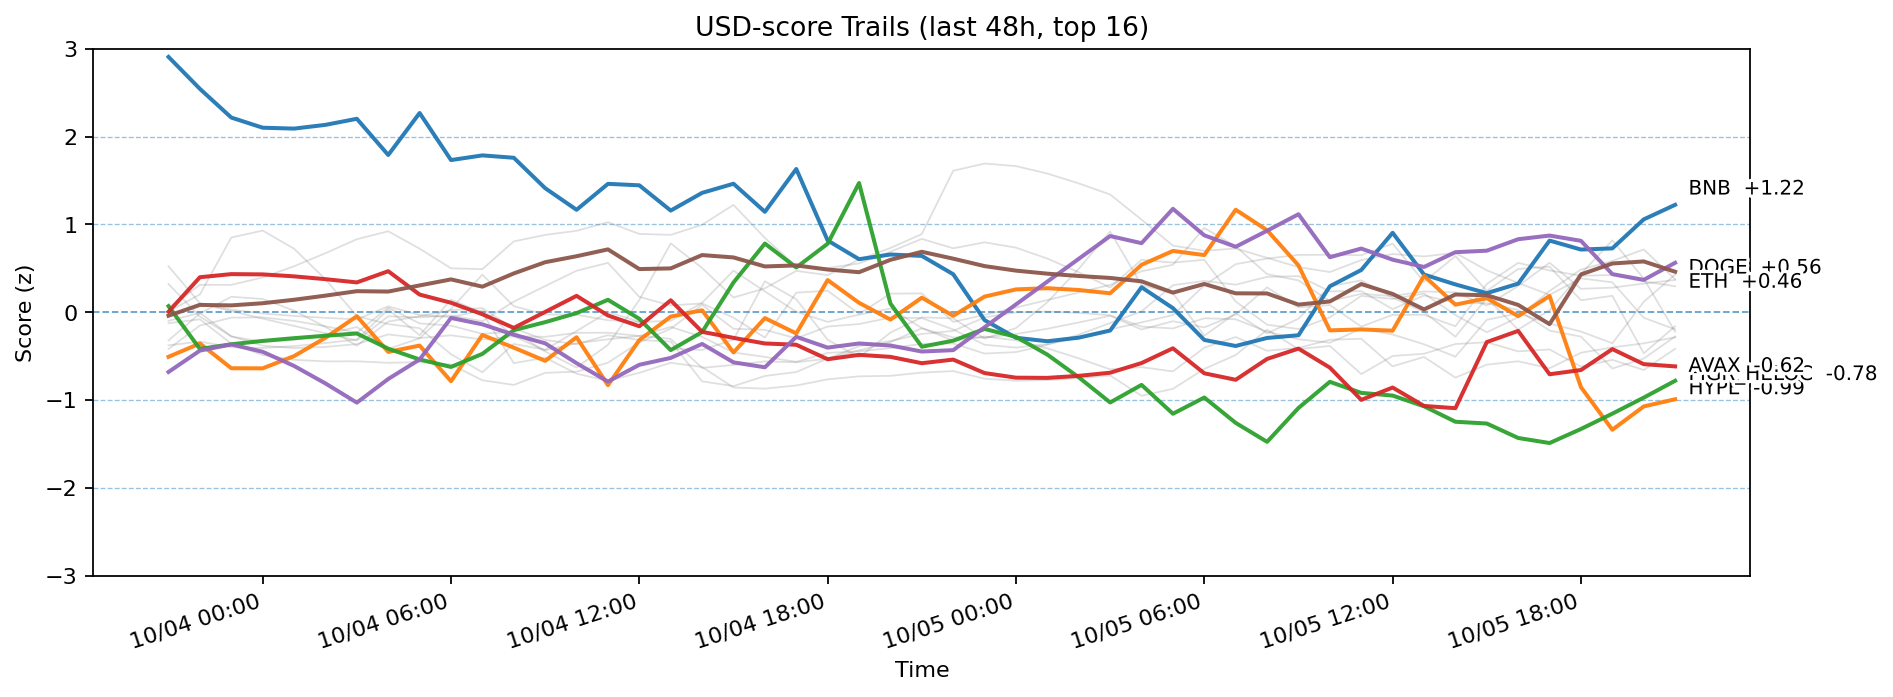 USD-score Trails (last 48h, top 16)
Score (z)
3
2
1
0
−1
−2
−3
BNB +1.22
DOGE +0.56
ETH +0.46
AVAX -0.62
-0.78
HYPE -0.99
10/04 00:00
10/04 06:00
10/04 12:00
10/04 18:00
10/05 00:00
10/05 06:00
10/05 12:00
10/05 18:00
Time